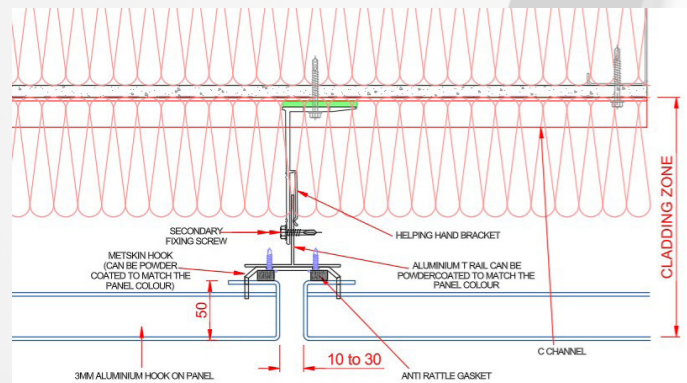 SECONDARY
FIXING SCREW
HELPING HAND BRACKET
METSKIN HOOK
(CAN BE POWDER
COATED TO MATCH THE
PANEL COLOUR)
ALUMINIUM T RAIL CAN BE
POWDERCOATED TO MATCH THE
PANEL COLOUR
CLADDING ZONE
50
10 to 30
C CHANNEL
3MM ALUMINIUM HOOK ON PANEL
ANTI RATTLE GASKET